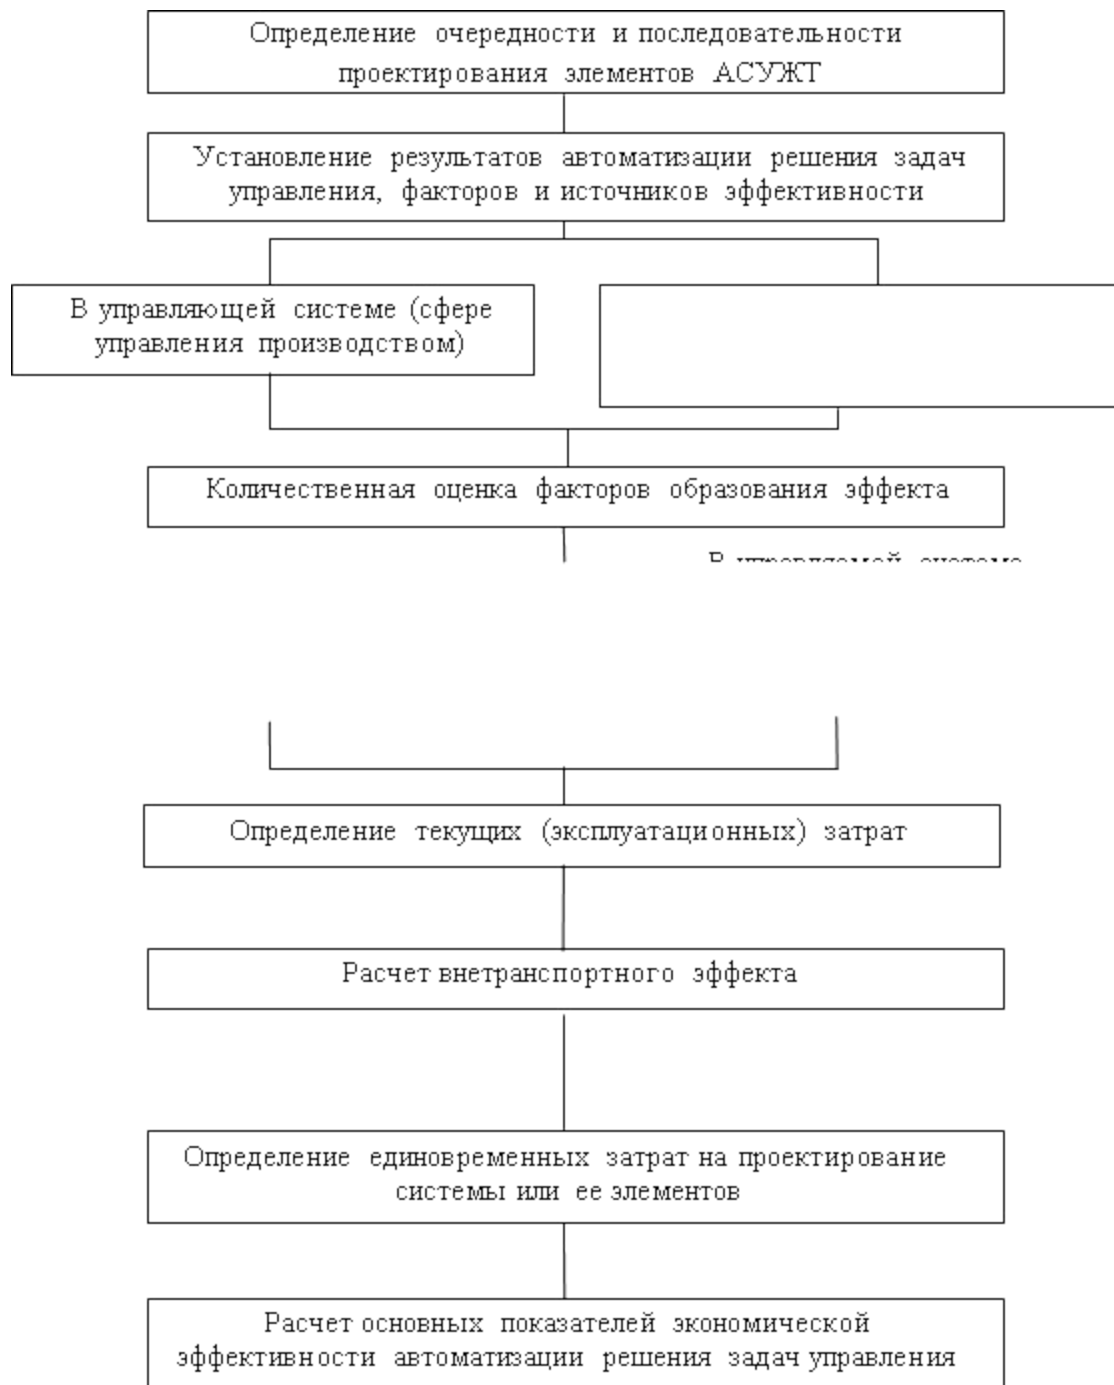 Определение очередности и последовательности
проектирования элементов АСУЖТ
Установление результатов автоматизации решения задач
управления, факторов и источников эффективности
В управляющей системе (сфере
управления производством)
Количественная оценка факторов образования эффекта
В управляемой системе
Определение текущих (эксплуатационных) затрат
Расчет внетранспортного эффекта
Определение единовременных затрат на проектирование
системы или ее элементов
Расчет основных показателей экономической
эффективности автоматизации решения задач управления